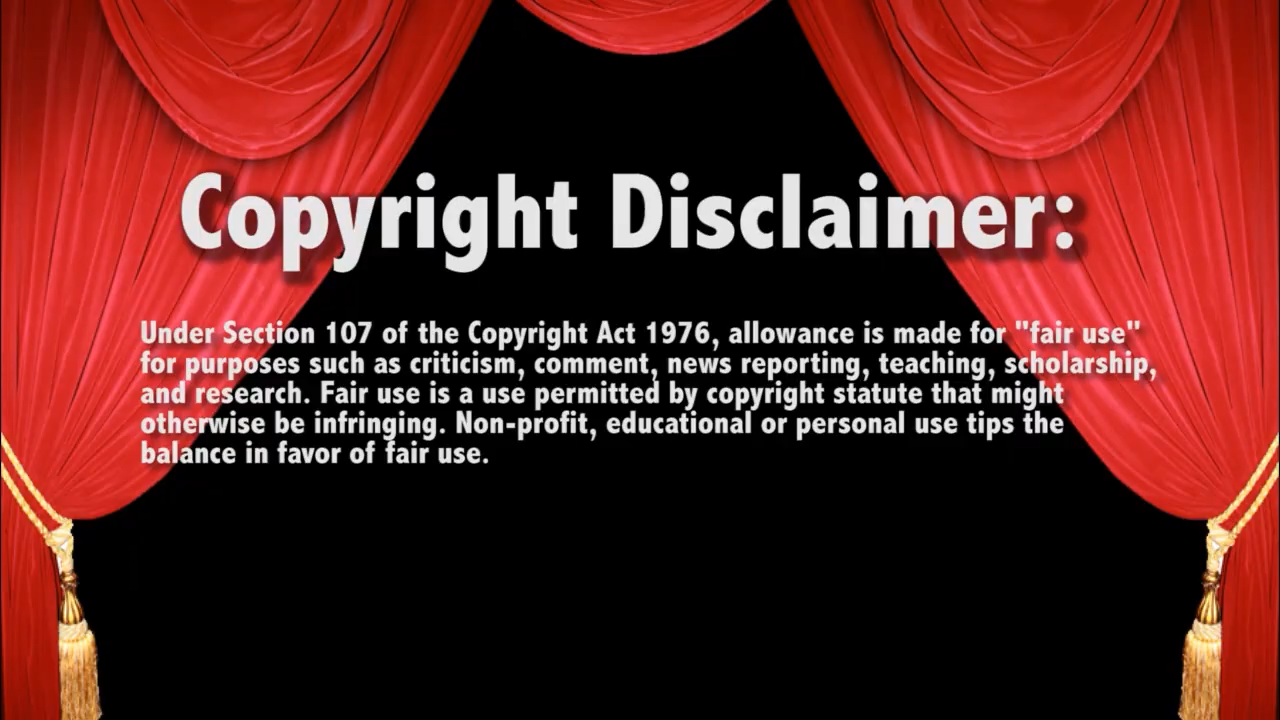 Copyright Disclaimer:
Under Section 107 of the Copyright Act 1976, allowance is made for "fair use"
for purposes such as criticism, comment, news reporting, teaching, scholarship,
and research. Fair use is a use permitted by copyright statute that might
otherwise be infringing. Non-profit, educational or personal use tips the
balance in favor of fair use.